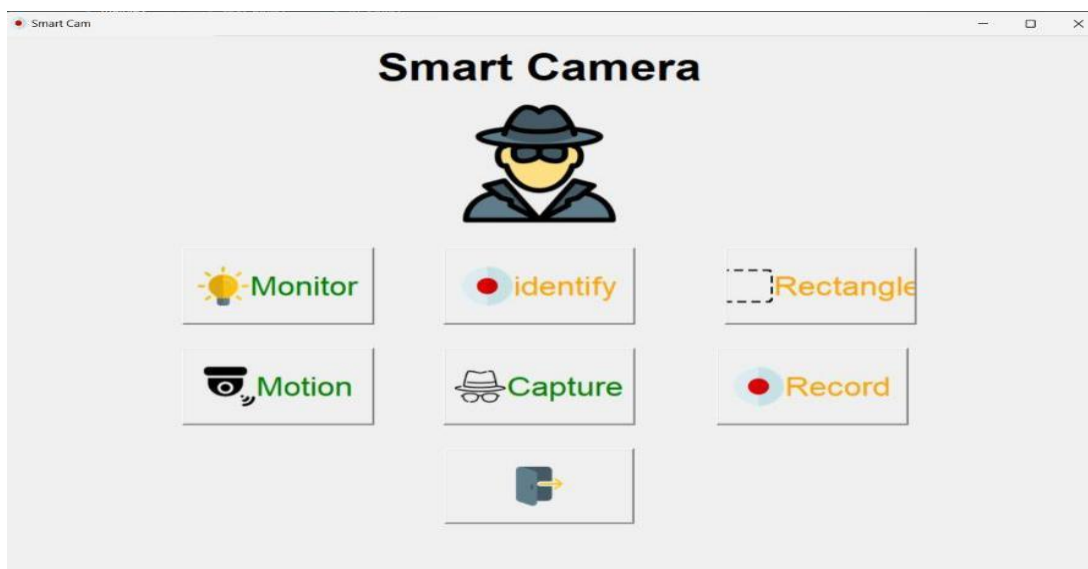 Smart Cam
Smart Camera
Monitor
identify
Rectangle
Motion
Capture
Record